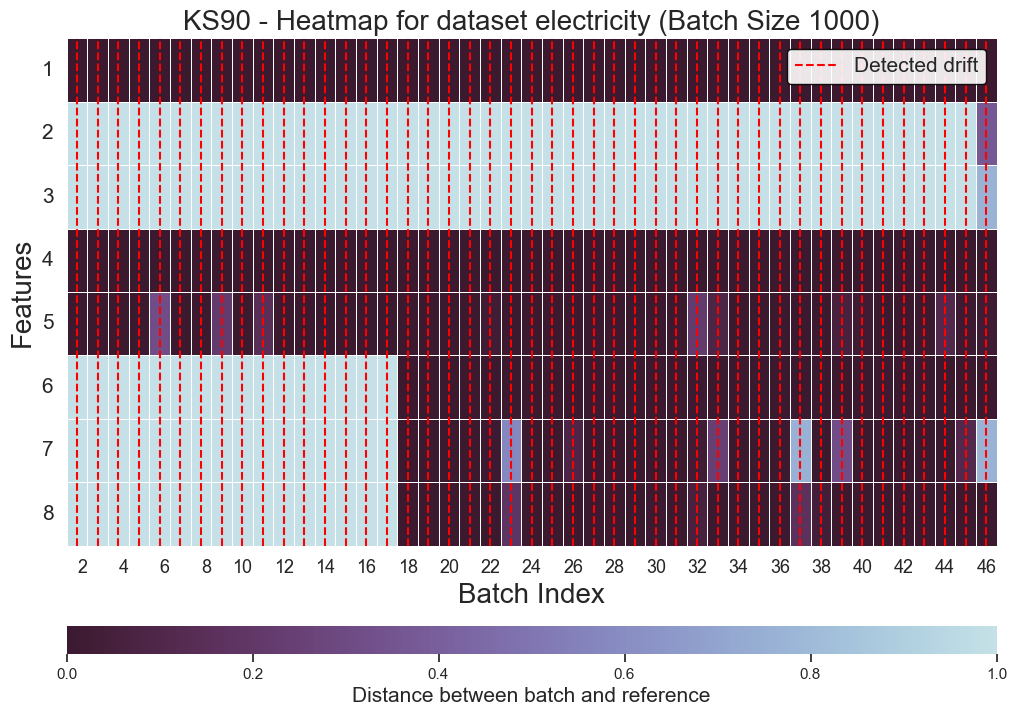 KS90 - Heatmap for dataset electricity (Batch Size 1000)
Detected drift
Features
1
2
3
4
5
6
7
8
2 4 6 8 10 12 14 16 18 20 22 24 26 28 30 32 34 36 38 40 42 44 46
Batch Index
0.0 0.2 0.4 0.6 0.8 1.0
Distance between batch and reference